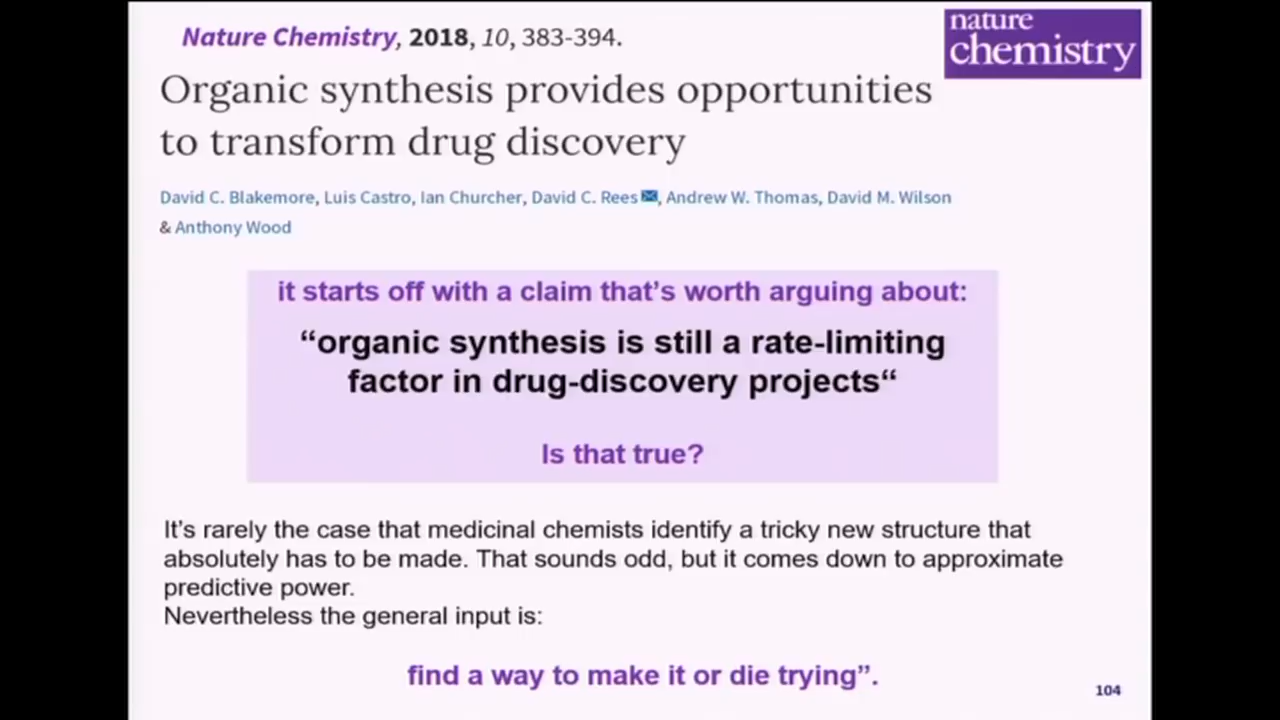 Nature Chemistry, 2018, 10, 383-394.
nature
chemistry
Organic synthesis provides opportunities
to transform drug discovery
David C. Blakemore, Luis Castro, Ian Churcher, David C. Rees, Andrew W. Thomas, David M. Wilson
& Anthony Wood
it starts off with a claim that’s worth arguing about:
“organic synthesis is still a rate-limiting
factor in drug-discovery projects“
Is that true?
It’s rarely the case that medicinal chemists identify a tricky new structure that
absolutely has to be made. That sounds odd, but it comes down to approximate
predictive power.
Nevertheless the general input is:
find a way to make it or die trying”.
104